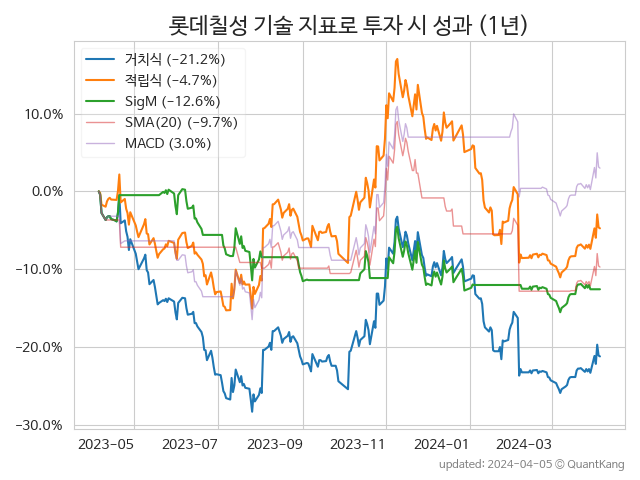 롯데칠성 기술 지표로 투자 시 성과 (1년)
거치식 (−21.2%)
적립식 (−4.7%)
SigM (−12.6%)
SMA(20) (−9.7%)
MACD (3.0%)
10.0%
0.0%
−10.0%
−20.0%
−30.0%
2023-05 2023-07 2023-09 2023-11 2024-01 2024-03
updated: 2024-04-05 © QuantKang